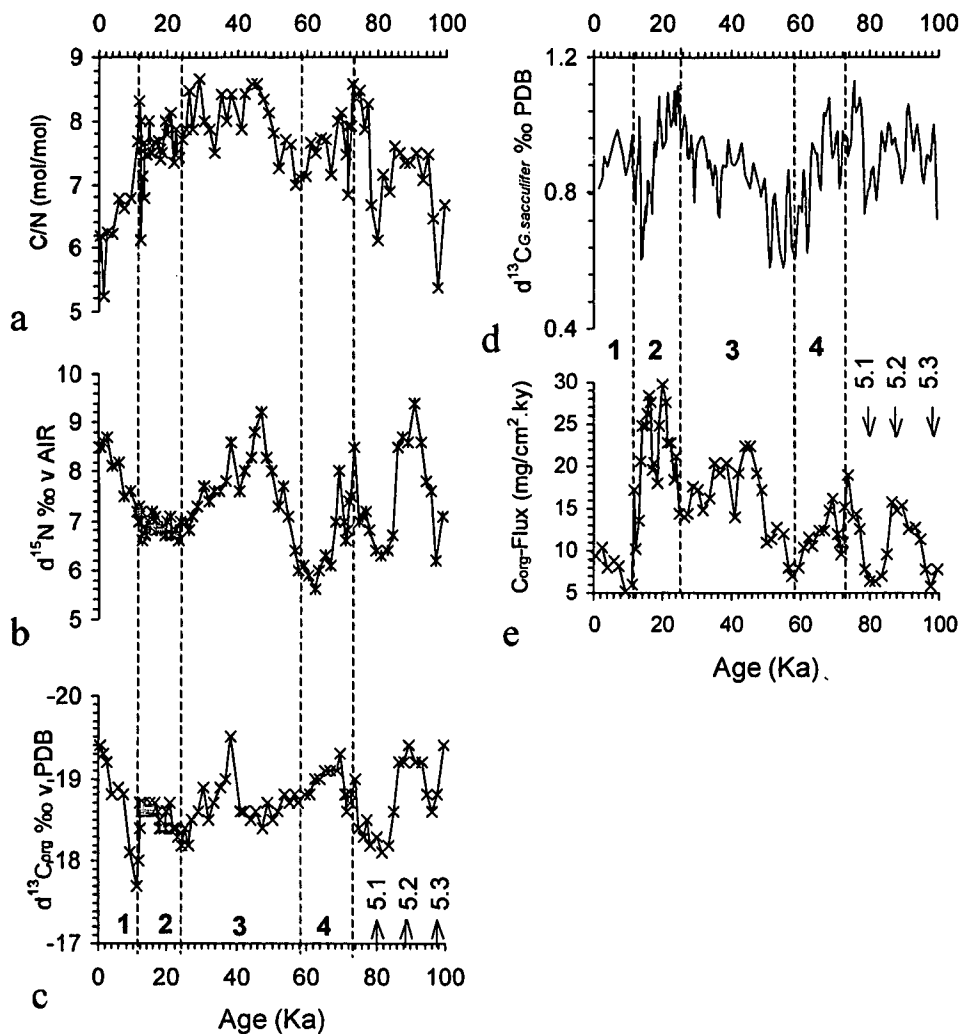 0 20 40 60 80 100
9
8
7
6
5
C/N (mol/mol)
a
10
9
8
7
6
5
d15N ‰ v AIR
b
-20
-19
-18
-17
d13Corg ‰ v, PDB
1 2 3 4 5.1 5.2 5.3
0 20 40 60 80 100
Age (Ka)
c
0 20 40 60 80 100
1.2
0.8
0.4
d13CG.sacculifer ‰ PDB
d
1 2 3 4 5.1 5.2 5.3
30
25
20
15
10
5
Corg-Flux (mg/cm2.ky)
e
0 20 40 60 80 100
Age (Ka)